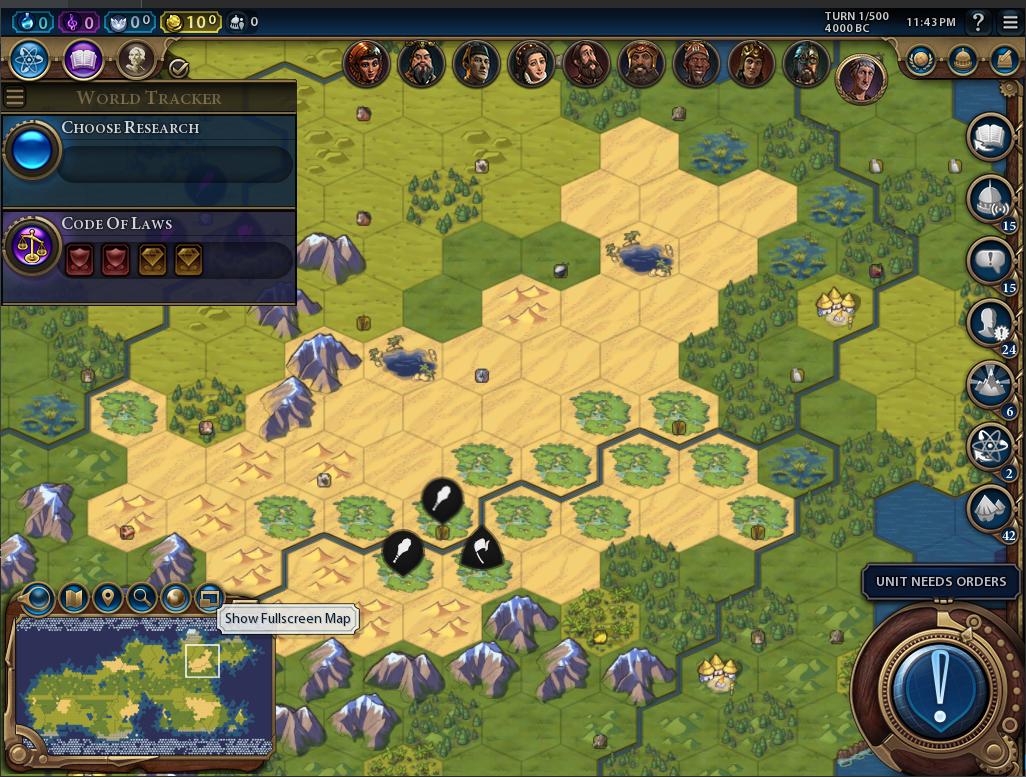 0 0 0⁰ 10⁰ 0
TURN 1/500
4000 BC
11:43 PM
?
WORLD TRACKER
CHOOSE RESEARCH
CODE OF LAWS
15
15
24
6
2
42
UNIT NEEDS ORDERS
Show Fullscreen Map